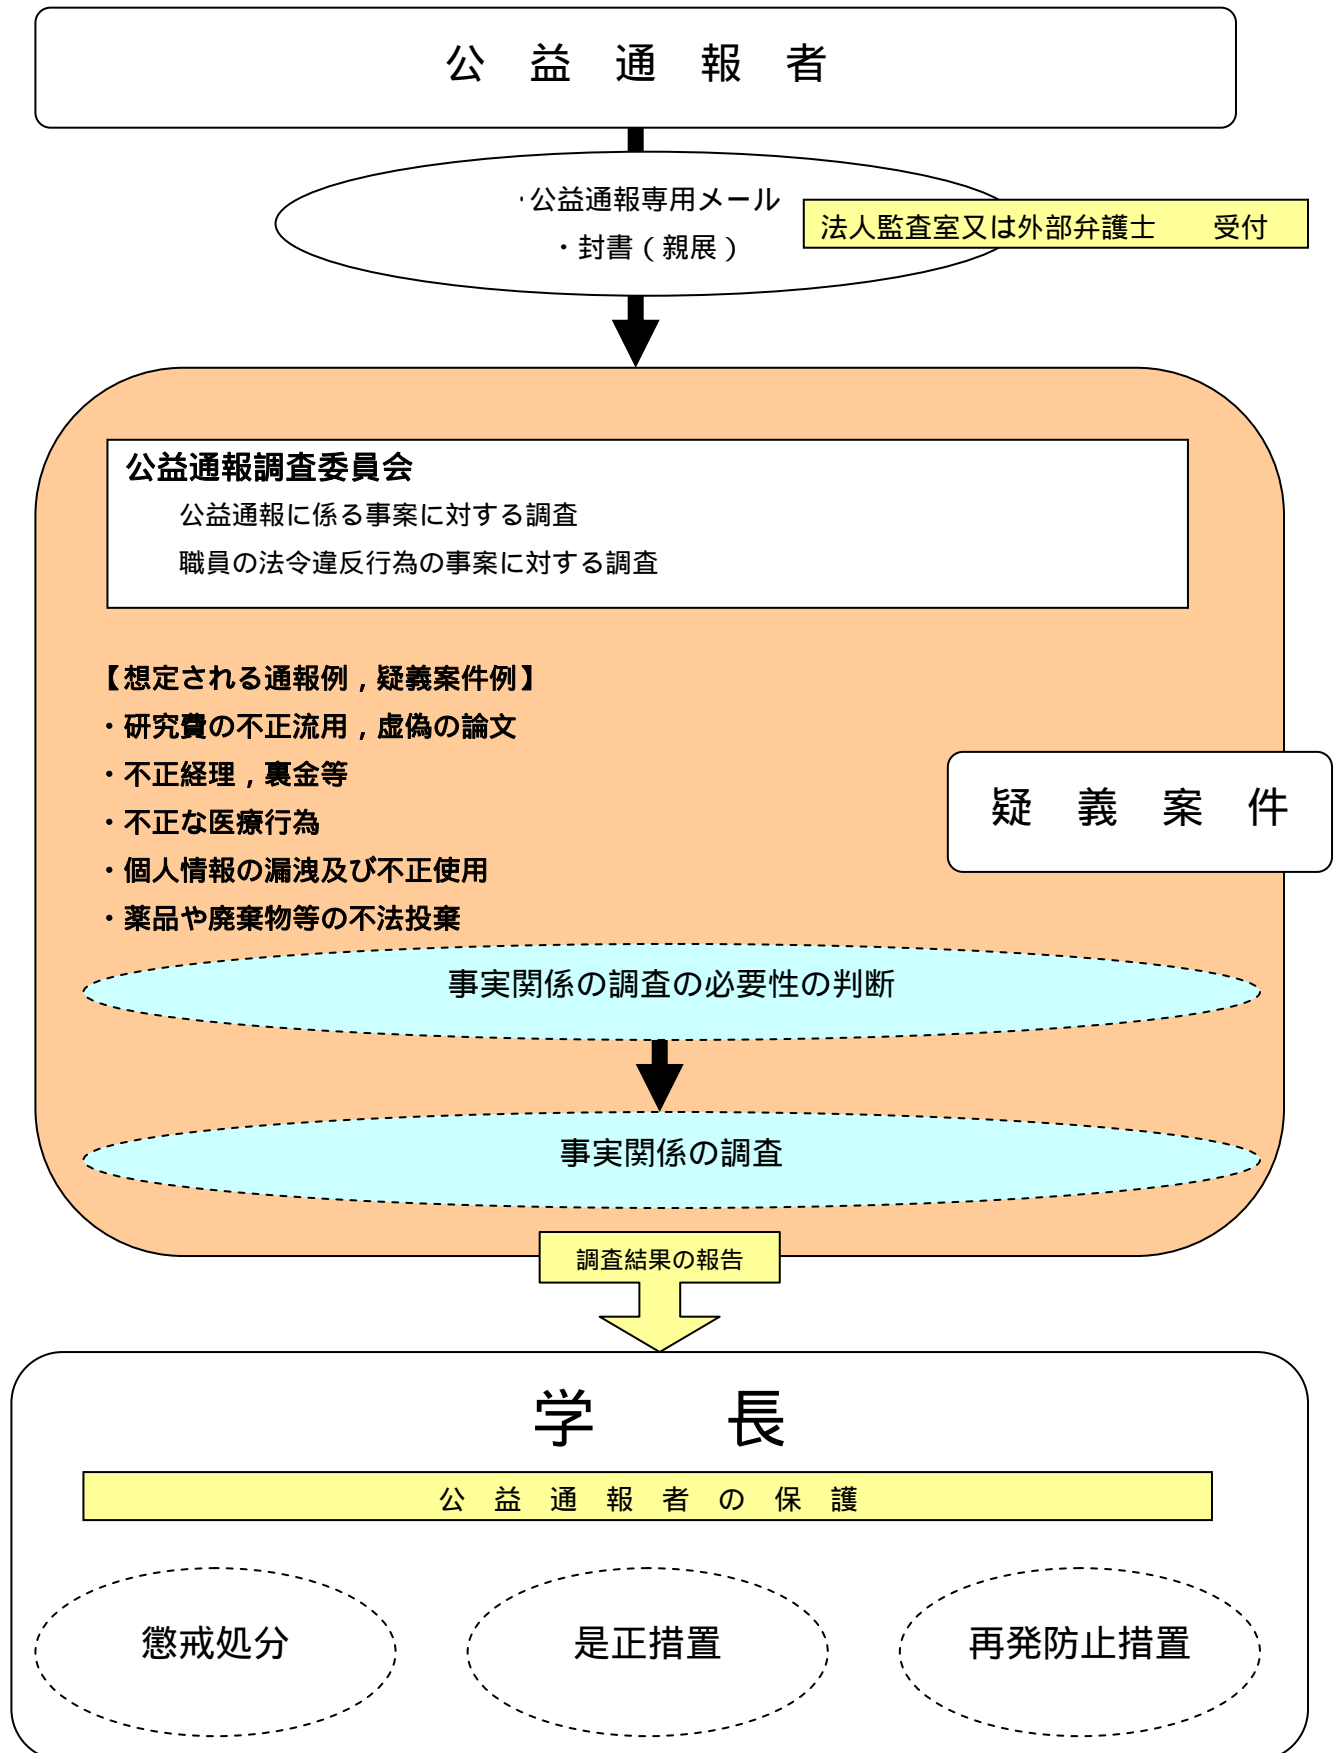 公　益　通　報　者
・公益通報専用メール
・封書（親展）
法人監査室又は外部弁護士　　受付
公益通報調査委員会
公益通報に係る事案に対する調査
職員の法令違反行為の事案に対する調査
【想定される通報例，疑義案件例】
・研究費の不正流用，虚偽の論文
・不正経理，裏金等
・不正な医療行為
・個人情報の漏洩及び不正使用
・薬品や廃棄物等の不法投棄
疑　義　案　件
事実関係の調査の必要性の判断
事実関係の調査
調査結果の報告
学　　長
公　益　通　報　者　の　保　護
懲戒処分　　是正措置　　再発防止措置